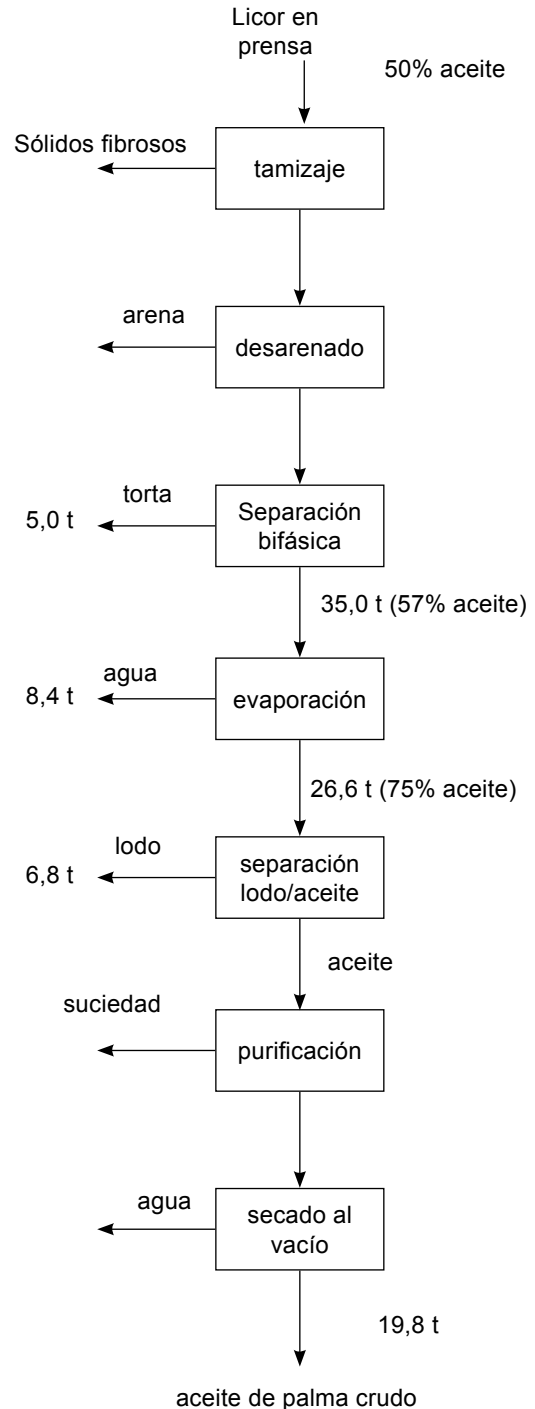 Licor en
prensa
50% aceite
Sólidos fibrosos
tamizaje
arena
desarenado
torta
5,0 t
Separación
bifásica
35,0 t (57% aceite)
agua
8,4 t
evaporación
26,6 t (75% aceite)
lodo
6,8 t
separación
lodo/aceite
aceite
suciedad
purificación
agua
secado al
vacío
19,8 t
aceite de palma crudo